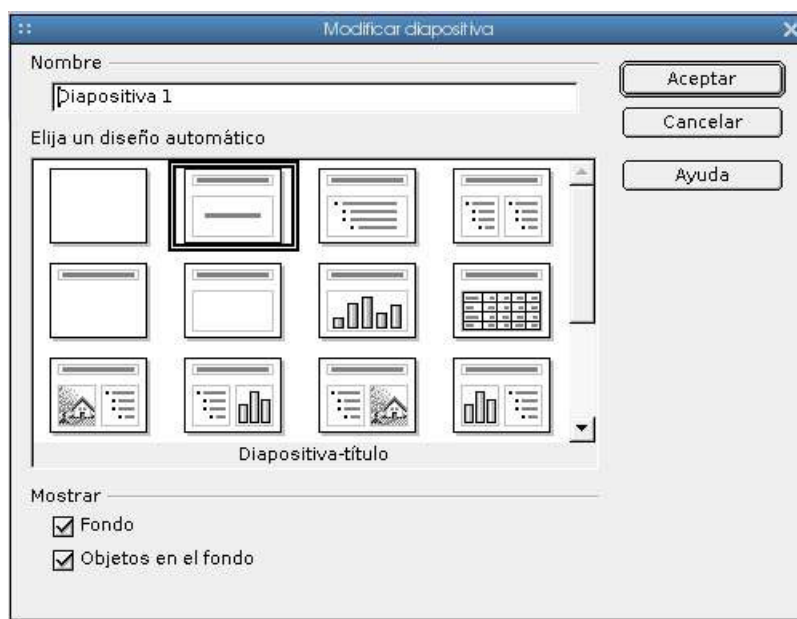 Modificar diapositiva
Nombre
Diapositiva 1
Elija un diseño automático
Diapositiva-título
Mostrar
Fondo
Objetos en el fondo
Aceptar
Cancelar
Ayuda